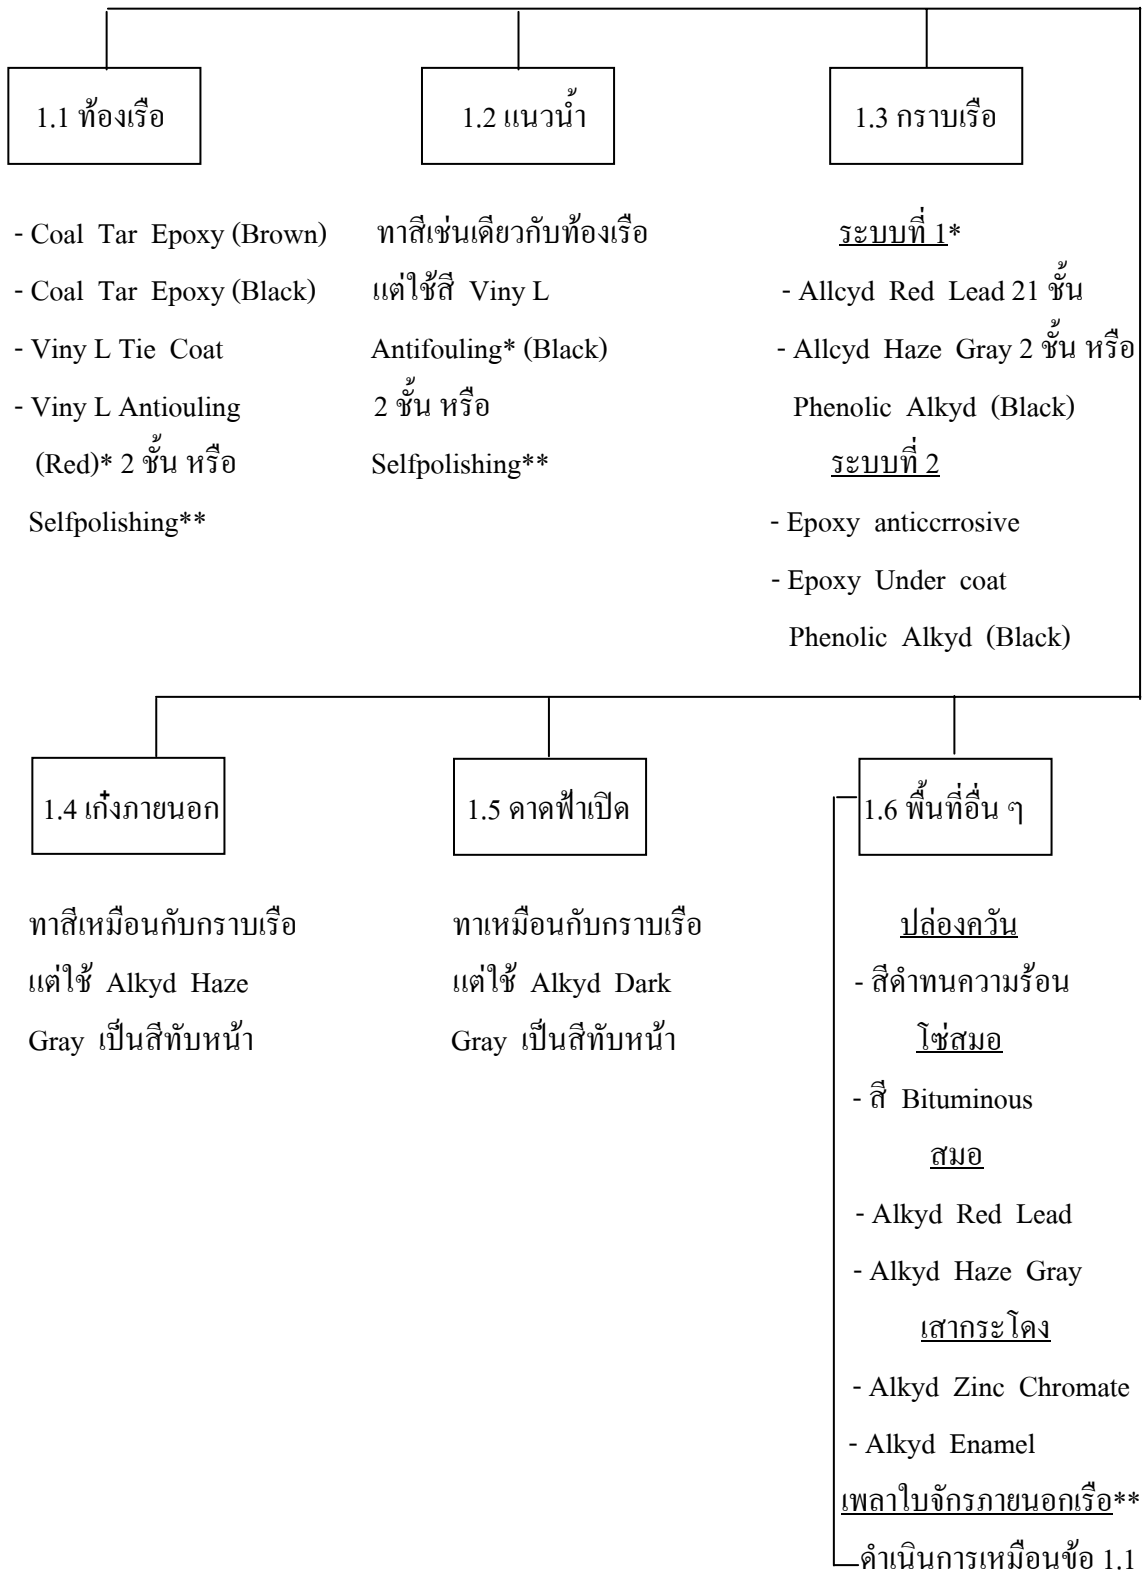 1.1 ท้องเรือ
- Coal Tar Epoxy (Brown)
- Coal Tar Epoxy (Black)
- Viny L Tie Coat
- Viny L Antiouling
(Red)* 2 ชั้น หรือ
Selfpolishing**
1.2 แนวน้ำ
ทาสีเช่นเดียวกับท้องเรือ
แต่ใช้สี Viny L
Antifouling* (Black)
2 ชั้น หรือ
Selfpolishing**
1.3 กราบเรือ
ระบบที่ 1*
- Allcyd Red Lead 21 ชั้น
- Allcyd Haze Gray 2 ชั้น หรือ
Phenolic Alkyd (Black)
ระบบที่ 2
- Epoxy anticcrrosive
- Epoxy Under coat
Phenolic Alkyd (Black)
1.4 เก๋งภายนอก
ทาสีเหมือนกับกราบเรือ
แต่ใช้ Alkyd Haze
Gray เป็นสีทับหน้า
1.5 ดาดฟ้าเปิด
ทาเหมือนกับกราบเรือ
แต่ใช้ Alkyd Dark
Gray เป็นสีทับหน้า
1.6 พื้นที่อื่น ๆ
ปล่องควัน
- สีดำทนความร้อน
โซ่สมอ
- สี Bituminous
สมอ
- Alkyd Red Lead
- Alkyd Haze Gray
เสากระโดง
- Alkyd Zinc Chromate
- Alkyd Enamel
เพลาใบจักรภายนอกเรือ**
ดำเนินการเหมือนข้อ 1.1